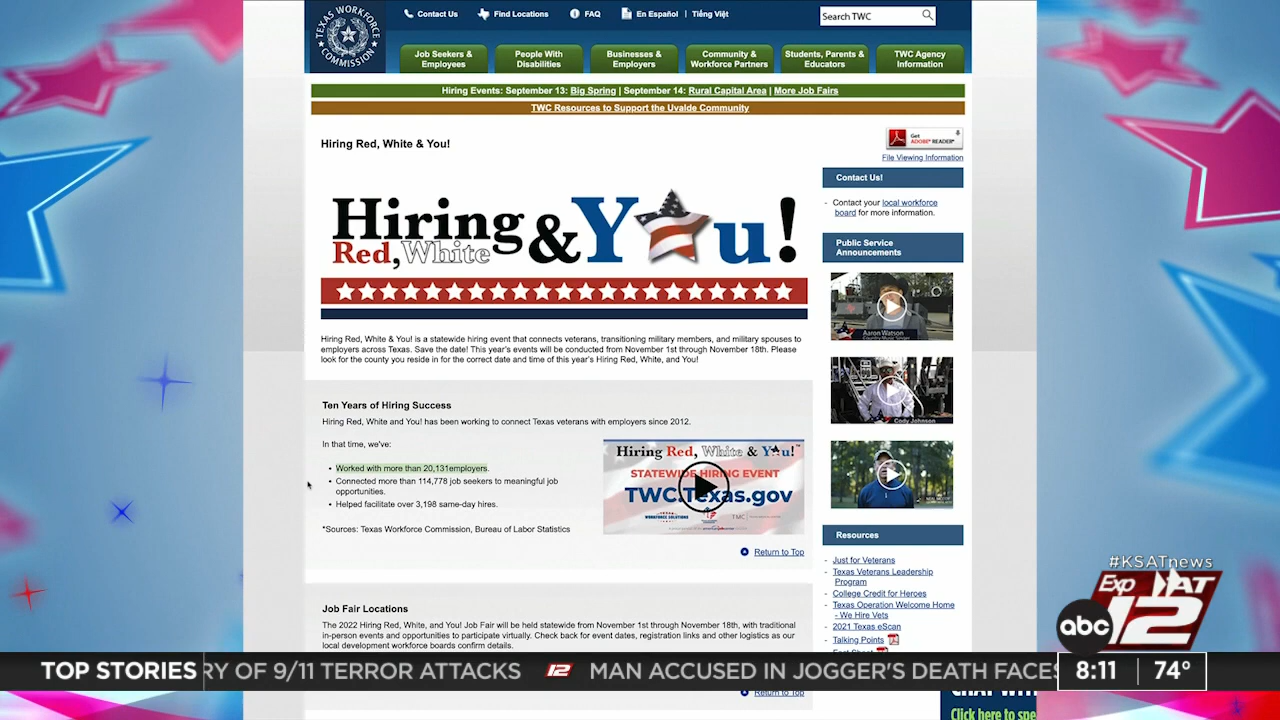 TEXAS WORKFORCE COMMISSION
Contact Us
Find Locations
FAQ
En Español | Tiếng Việt
Search TWC
Job Seekers &
Employees
People With
Disabilities
Businesses &
Employers
Community &
Workforce Partners
Students, Parents &
Educators
TWC Agency
Information
Hiring Events: September 13: Big Spring | September 14: Rural Capital Area | More Job Fairs
TWC Resources to Support the Uvalde Community
Hiring Red, White & You!
Get
ADOBE® READER®
File Viewing Information
Hiring
Red, White
& Y u!
Hiring Red, White & You! is a statewide hiring event that connects veterans, transitioning military members, and military spouses to
employers across Texas. Save the date! This year's events will be conducted from November 1st through November 18th. Please
look for the county you reside in for the correct date and time of this year's Hiring Red, White, and You!
Contact Us!
- Contact your local workforce
board for more information.
Public Service
Announcements
Aaron Watson
Country Music Singer
Cody Johnson
Ten Years of Hiring Success
Hiring Red, White and You! has been working to connect Texas veterans with employers since 2012.
In that time, we've:
• Worked with more than 20,131employers.
• Connected more than 114,778 job seekers to meaningful job
opportunities.
• Helped facilitate over 3,198 same-day hires.
*Sources: Texas Workforce Commission, Bureau of Labor Statistics
Hiring Red, White & You!™
STATEWIDE HIRING EVENT
TWC.Texas.gov
WORKFORCE SOLUTIONS
TWC
Return to Top
Resources
- Just for Veterans
- Texas Veterans Leadership
Program
- College Credit for Heroes
- Texas Operation Welcome Home
- We Hire Vets
- 2021 Texas eScan
- Talking Points
Job Fair Locations
The 2022 Hiring Red, White, and You! Job Fair will be held statewide from November 1st through November 18th, with traditional
in-person events and opportunities to participate virtually. Check back for event dates, registration links and other logistics as our
local development workforce boards confirm details.
#KSATnews
abc
12
TOP STORIES
RY OF 9/11 TERROR ATTACKS
12
MAN ACCUSED IN JOGGER'S DEATH FACES
8:11
74°
Return to Top
Click here to spe